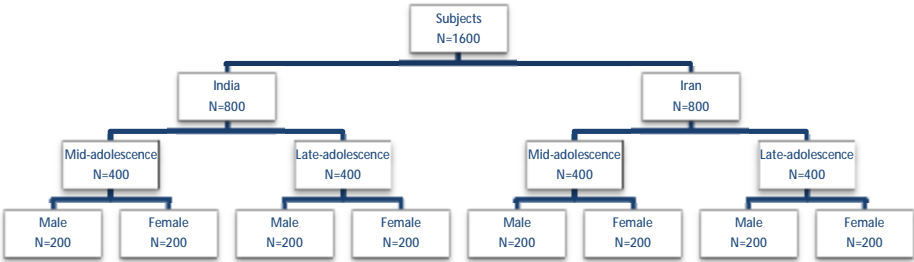 Subjects
N=1600
India
N=800
Iran
N=800
Mid-adolescence
N=400
Late-adolescence
N=400
Mid-adolescence
N=400
Late-adolescence
N=400
Male
N=200
Female
N=200
Male
N=200
Female
N=200
Male
N=200
Female
N=200
Male
N=200
Female
N=200